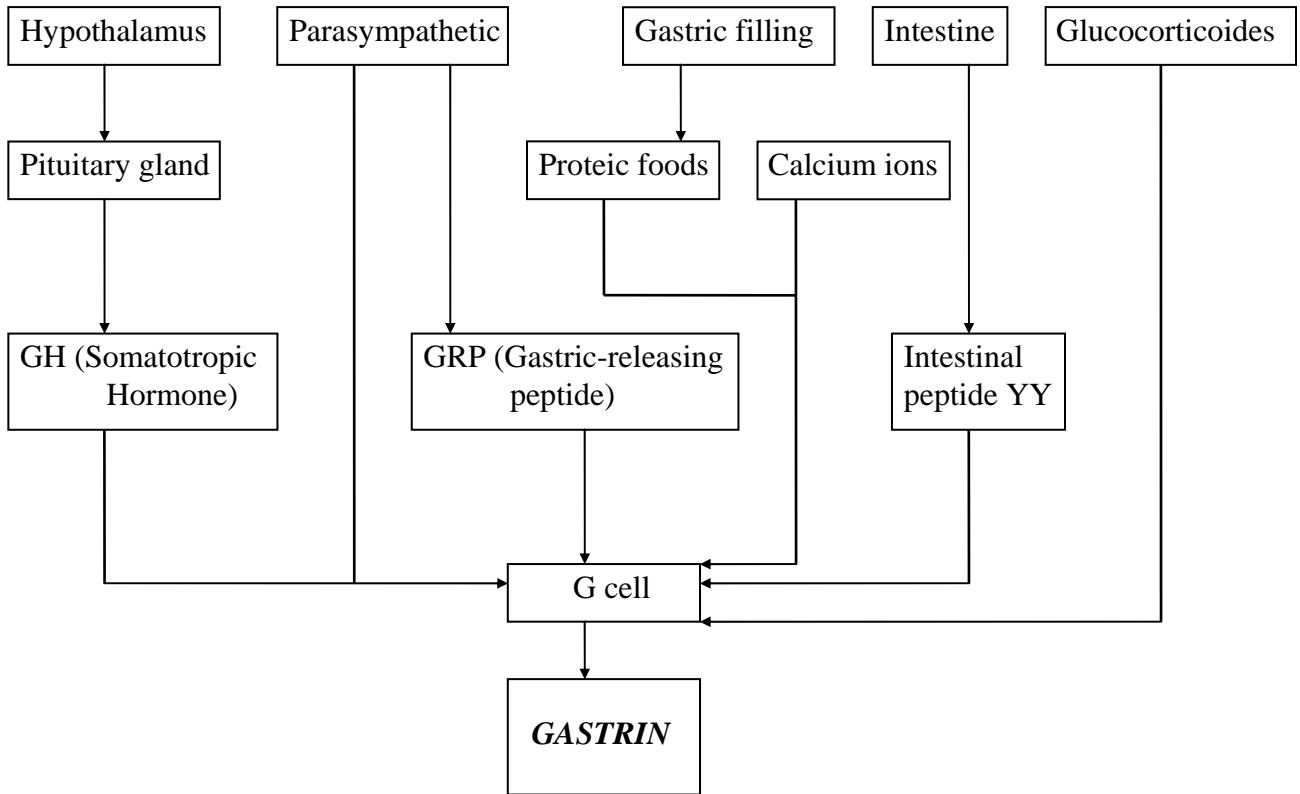 Hypothalamus
Parasympathetic
Gastric filling
Intestine
Glucocorticoides
Pituitary gland
Proteic foods
Calcium ions
GH (Somatotropic
Hormone)
GRP (Gastric-releasing
peptide)
Intestinal
peptide YY
G cell
GASTRIN